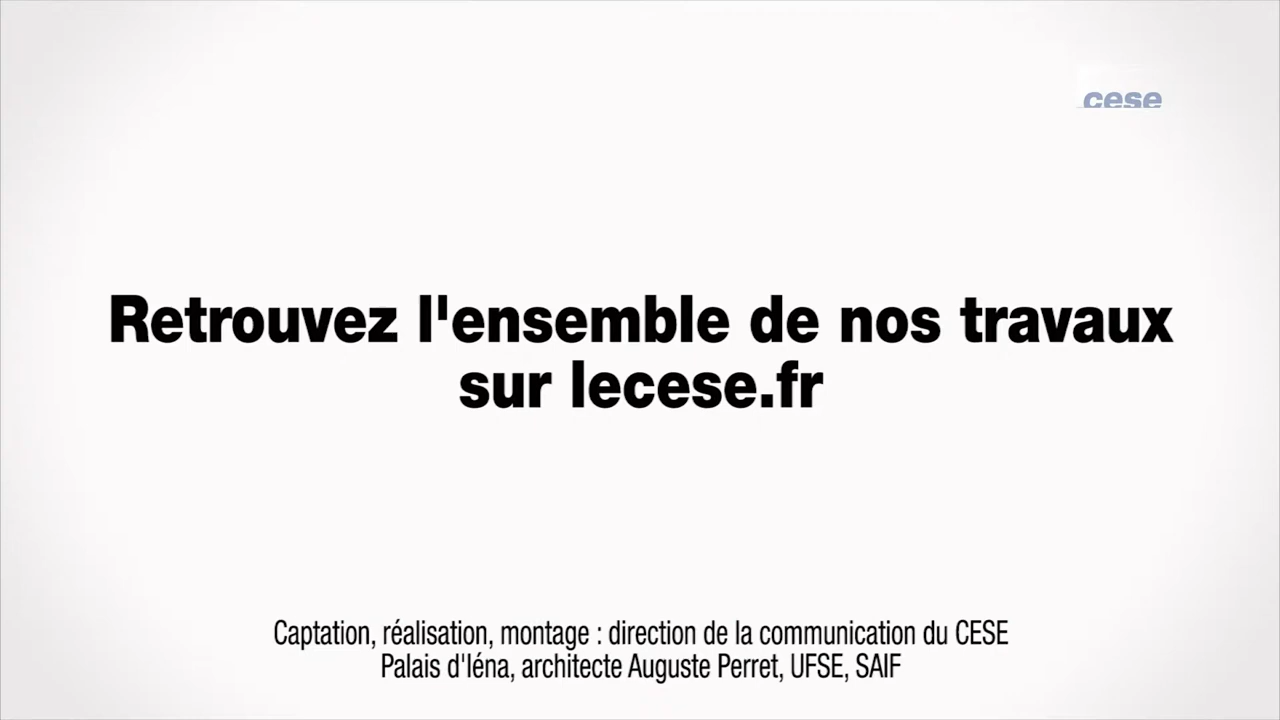 cese
Retrouvez l'ensemble de nos travaux
sur lecese.fr
Captation, réalisation, montage : direction de la communication du CESE
Palais d'Iéna, architecte Auguste Perret, UFSE, SAIF